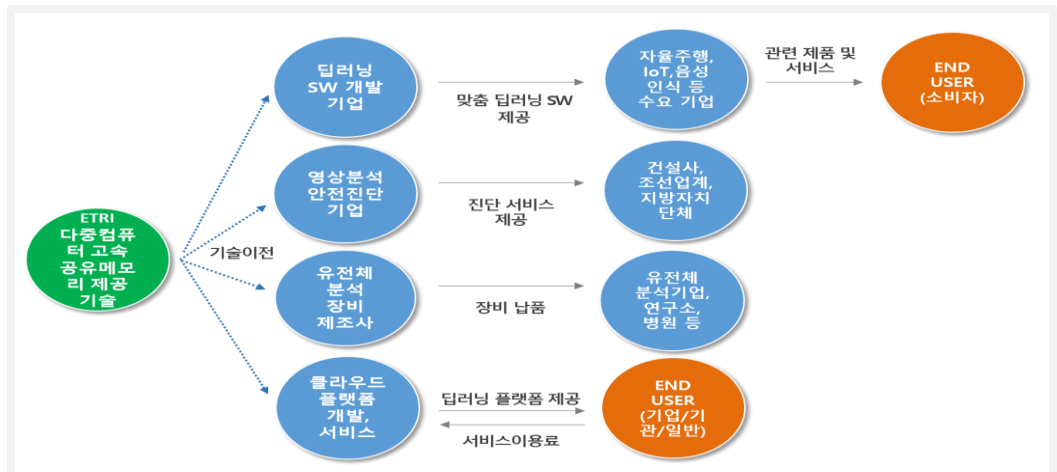 딥러닝
SW 개발
기업
맞춤 딥러닝 SW
제공
자율주행,
IoT,음성
인식 등
수요 기업
관련 제품 및
서비스
END
USER
(소비자)
영상분석
안전진단
기업
진단 서비스
제공
건설사,
조선업계,
지방자치
단체
ETRI
다중컴퓨
터 고속
공유메모
리 제공
기술
기술이전
유전체
분석
장비
제조사
장비 납품
유전체
분석기업,
연구소,
병원 등
클라우드
플랫폼
개발,
서비스
딥러닝 플랫폼 제공
서비스이용료
END
USER
(기업/기
관/일반)